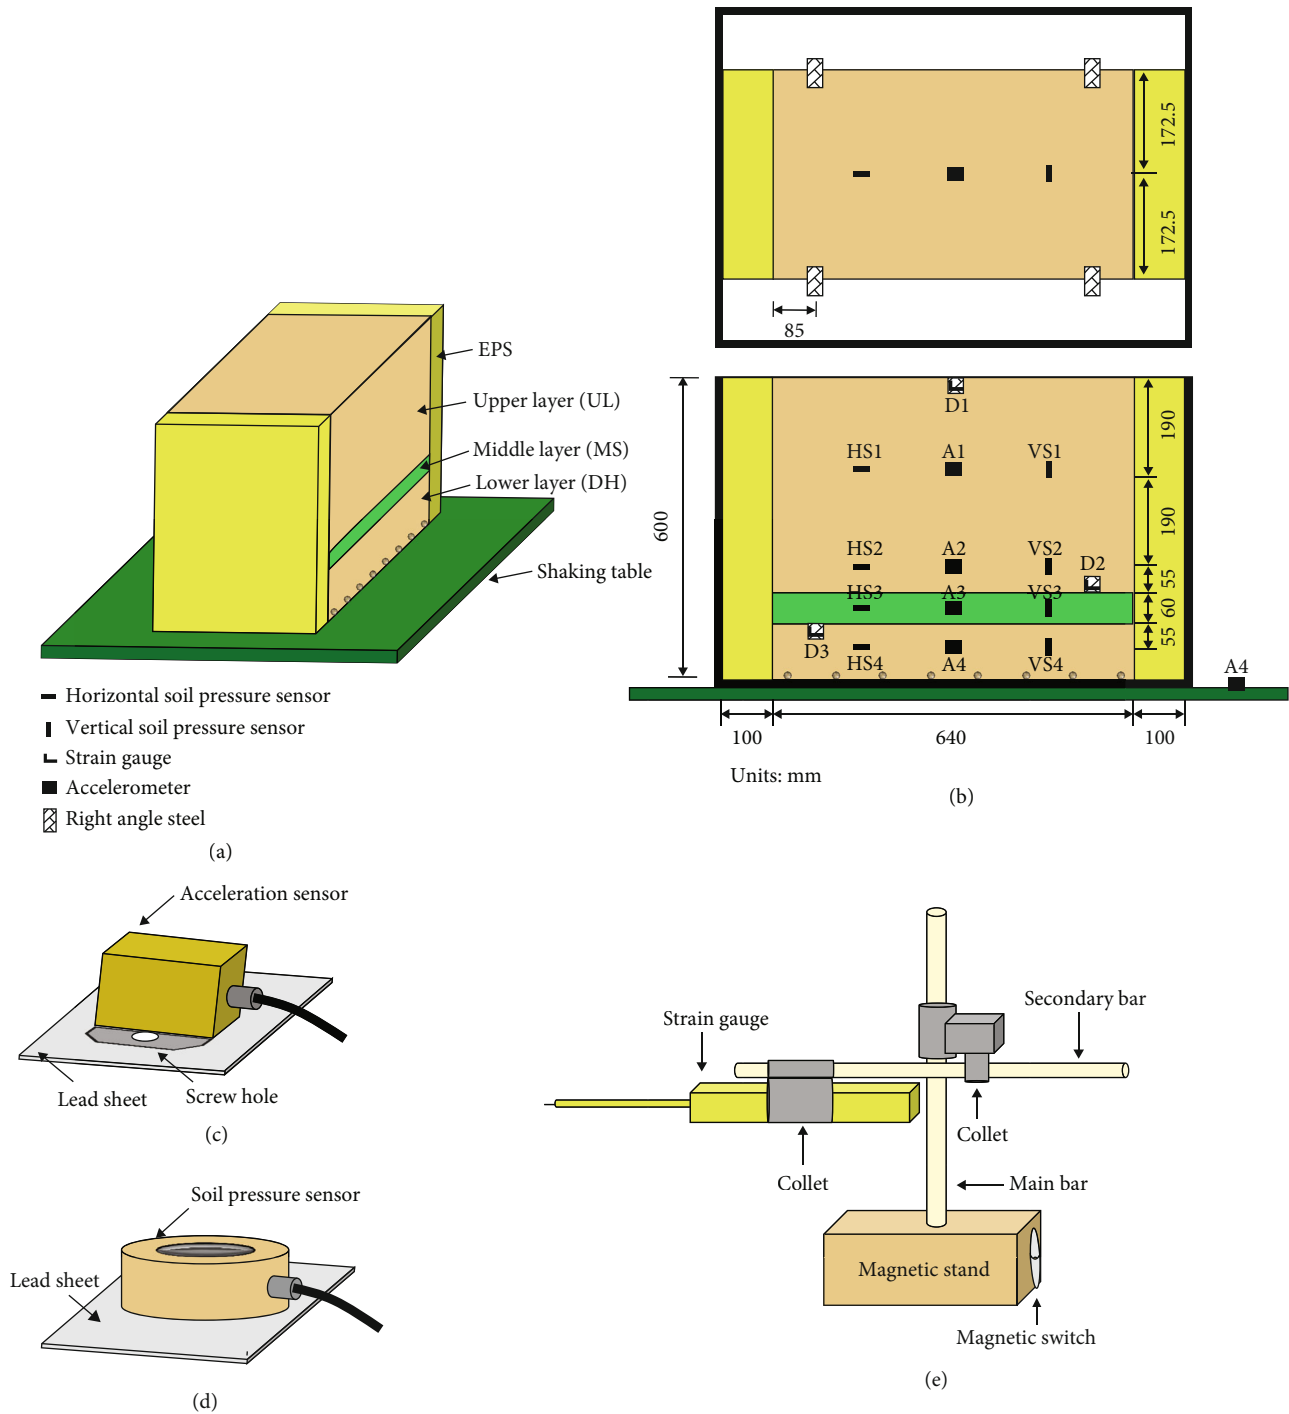 EPS
Upper layer (UL)
Middle layer (MS)
Lower layer (DH)
Shaking table
Horizontal soil pressure sensor
Vertical soil pressure sensor
Strain gauge
Accelerometer
Right angle steel
(a)
172.5
172.5
85
600
D1
HS1 A1 VS1
HS2 A2 VS2
D2
HS3 A3 VS3
D3
HS4 A4 VS4
A4
190
190
55
60
55
100 640 100
Units: mm
(b)
Acceleration sensor
Lead sheet
Screw hole
(c)
Soil pressure sensor
Lead sheet
(d)
Strain gauge
Secondary bar
Collet
Collet
Main bar
Magnetic stand
Magnetic switch
(e)